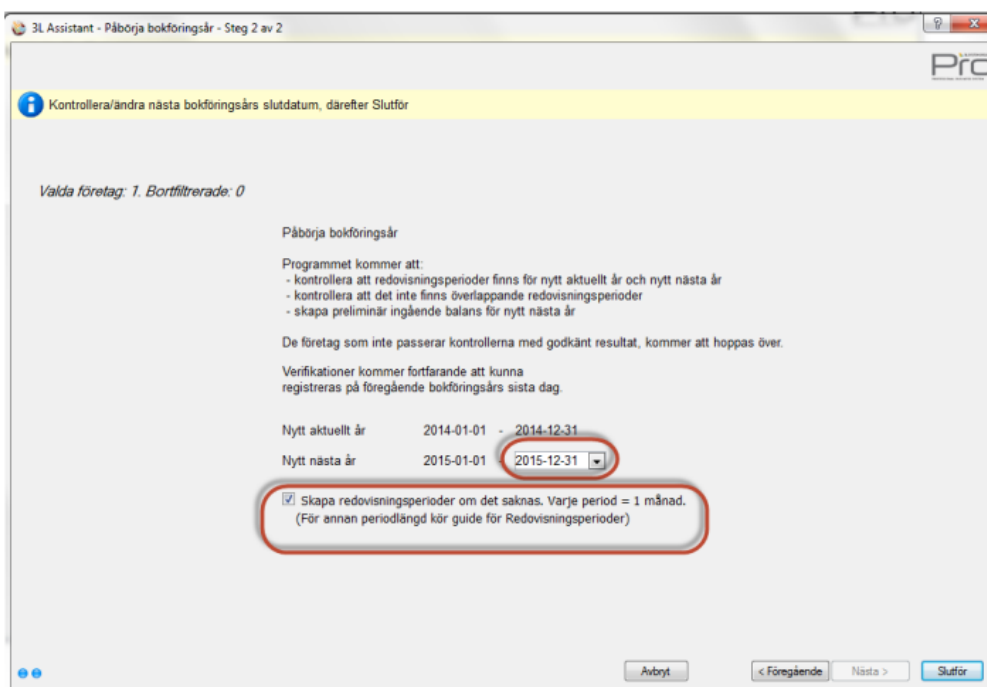 3L Assistant - Påbörja bokföringsår - Steg 2 av 2
Kontrollera/ändra nästa bokföringsårs slutdatum, därefter Slutför
Valda företag: 1. Bortfiltrerade: 0
Påbörja bokföringsår
Programmet kommer att:
- kontrollera att redovisningsperioder finns för nytt aktuellt år och nytt nästa år
- kontrollera att det inte finns överlappande redovisningsperioder
- skapa preliminär ingående balans för nytt nästa år
De företag som inte passerar kontrollerna med godkänt resultat, kommer att hoppas över.
Verifikationer kommer fortfarande att kunna
registreras på föregående bokföringsårs sista dag.
Nytt aktuellt år 2014-01-01 - 2014-12-31
Nytt nästa år 2015-01-01 - 2015-12-31
Skapa redovisningsperioder om det saknas. Varje period = 1 månad.
(För annan periodlängd kör guide för Redovisningsperioder)
Avbryt < Föregående Nästa > Slutför